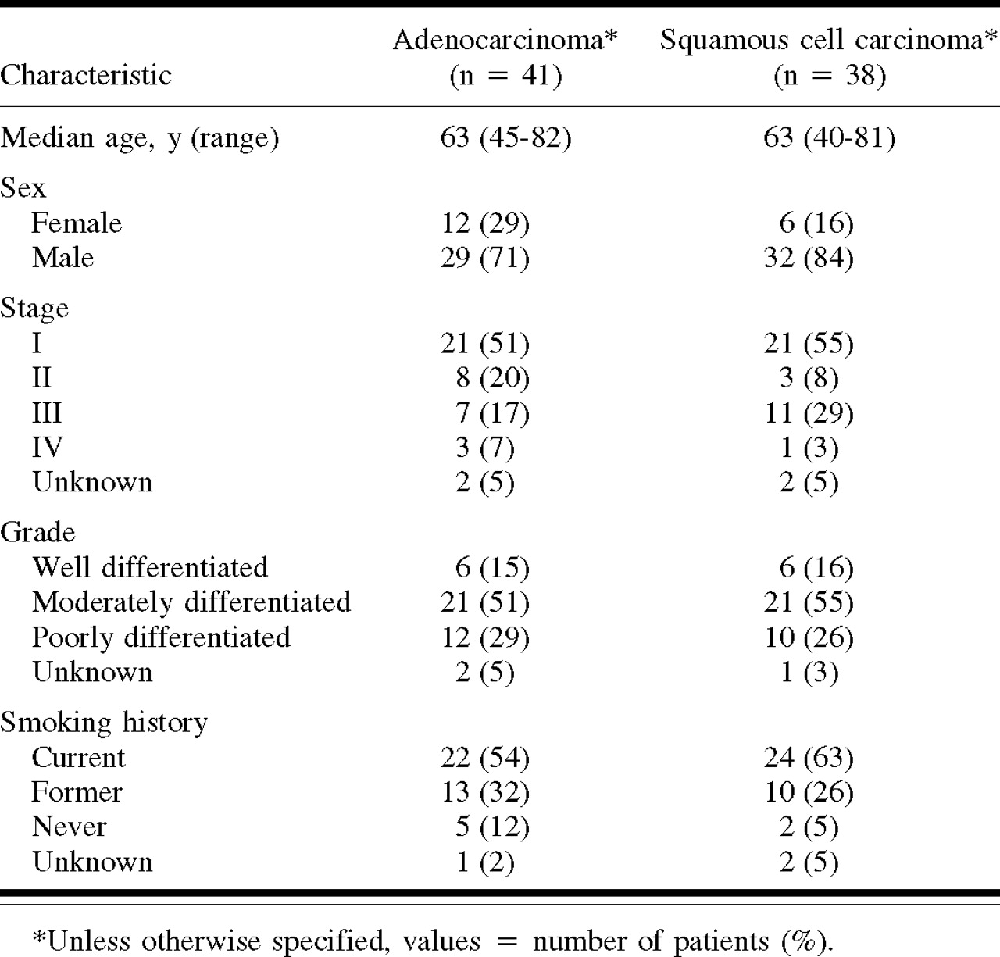 Adenocarcinoma* Squamous cell carcinoma*
Characteristic (n = 41) (n = 38)
Median age, y (range) 63 (45-82) 63 (40-81)
Sex
Female 12 (29) 6 (16)
Male 29 (71) 32 (84)
Stage
I 21 (51) 21 (55)
II 8 (20) 3 (8)
III 7 (17) 11 (29)
IV 3 (7) 1 (3)
Unknown 2 (5) 2 (5)
Grade
Well differentiated 6 (15) 6 (16)
Moderately differentiated 21 (51) 21 (55)
Poorly differentiated 12 (29) 10 (26)
Unknown 2 (5) 1 (3)
Smoking history
Current 22 (54) 24 (63)
Former 13 (32) 10 (26)
Never 5 (12) 2 (5)
Unknown 1 (2) 2 (5)
*Unless otherwise specified, values = number of patients (%).